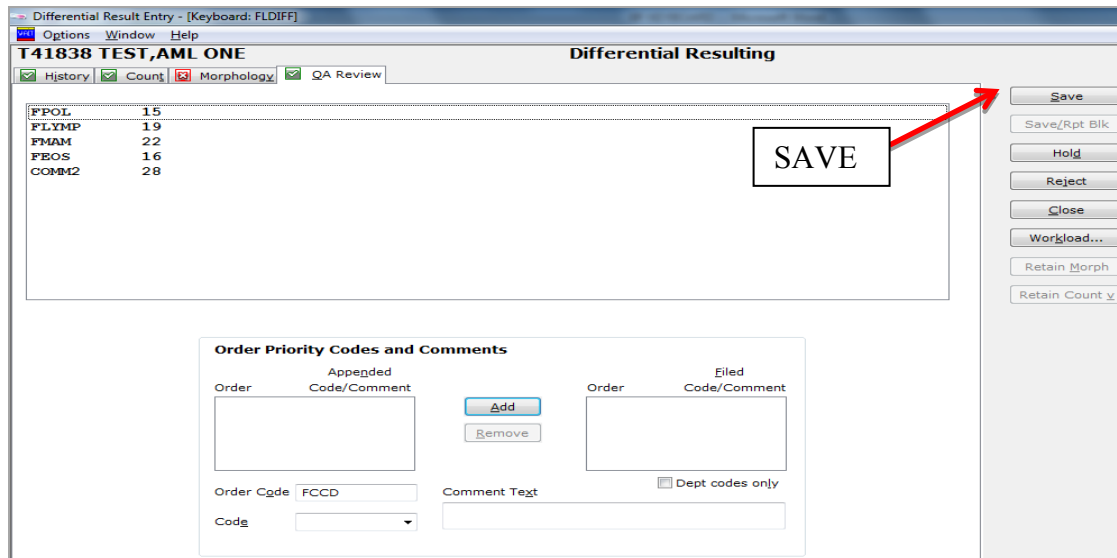 Differential Result Entry - [Keyboard: FLDIFF]
Options Window Help
T41838 TEST,AML ONE Differential Resulting
History Count Morphology QA Review
FPOL 15
FLYMP 19
FMAM 22
FEOS 16
COMM2 28
SAVE
Save
Save/Rpt Blk
Hold
Reject
Close
Workload...
Retain Morph
Retain Count v
Order Priority Codes and Comments
Appended Filed
Order Code/Comment Order Code/Comment
Add
Remove
Dept codes only
Order Code FCCD Comment Text
Code